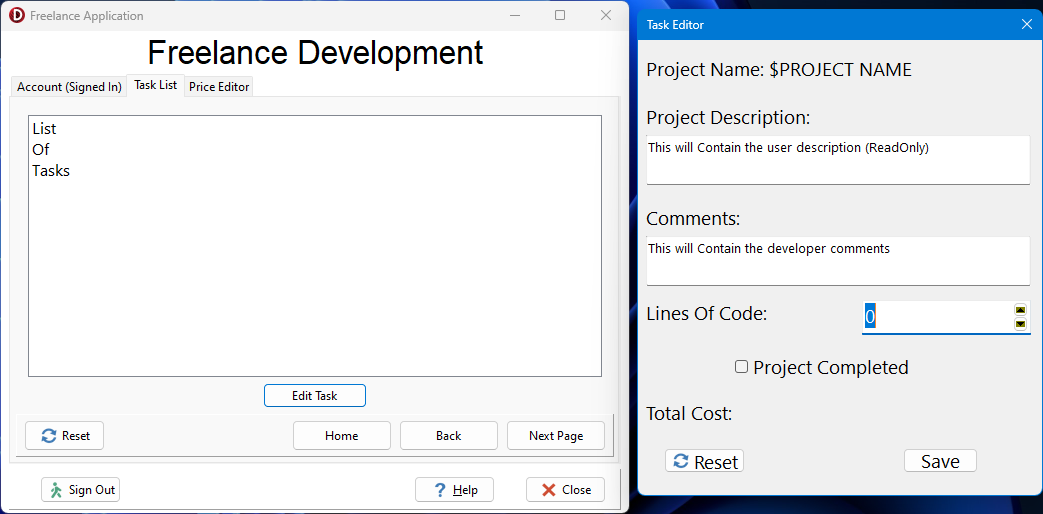 Freelance Application
Freelance Development
Account (Signed In) Task List Price Editor
List
Of
Tasks
Edit Task
Reset Home Back Next Page
Sign Out ? Help Close
Task Editor
Project Name: $PROJECT NAME
Project Description:
This will Contain the user description (ReadOnly)
Comments:
This will Contain the developer comments
Lines Of Code: 0
Project Completed
Total Cost:
Reset Save